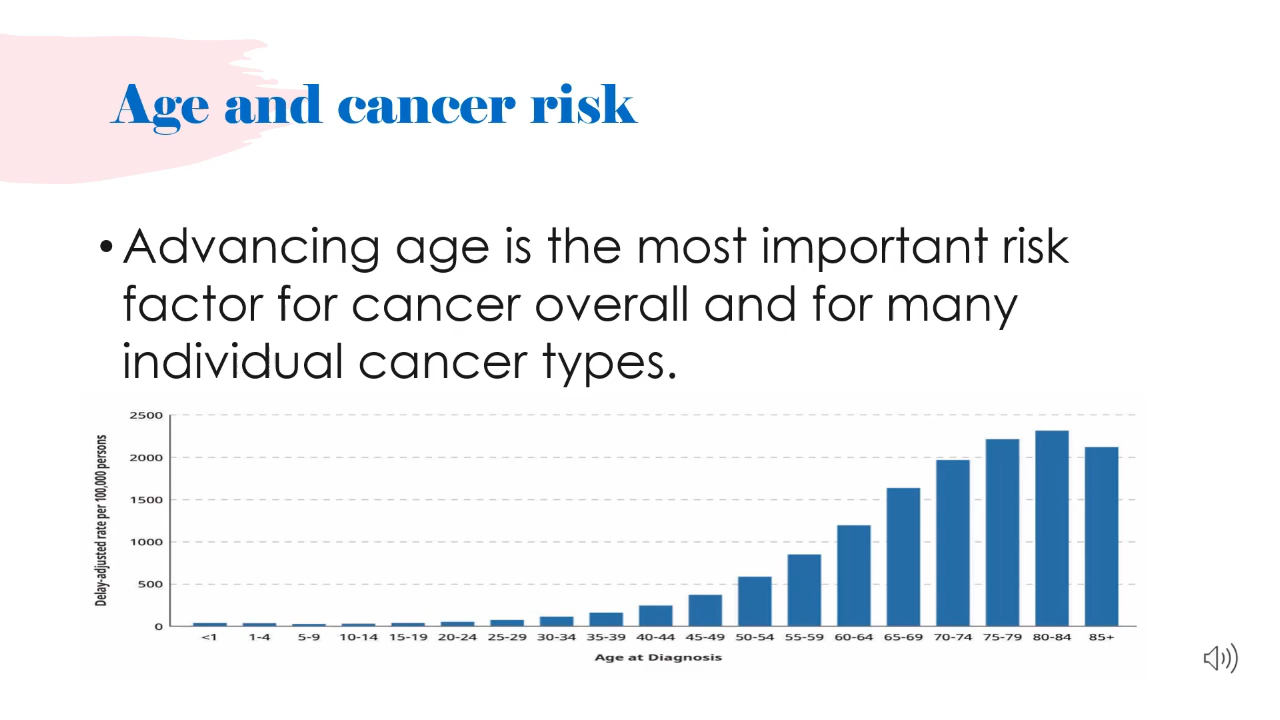 Age and cancer risk
• Advancing age is the most important risk
factor for cancer overall and for many
individual cancer types.
Delay-adjusted rate per 100,000 persons
2500
2000
1500
1000
500
0
<1 1-4 5-9 10-14 15-19 20-24 25-29 30-34 35-39 40-44 45-49 50-54 55-59 60-64 65-69 70-74 75-79 80-84 85+
Age at Diagnosis